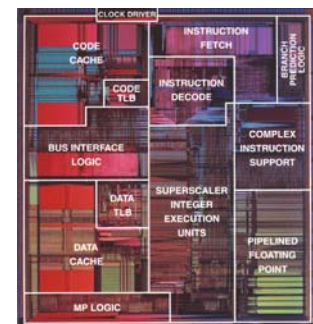 CLOCK DRIVER
CODE
CACHE
INSTRUCTION
FETCH
BRANCH
PREDICTION
LOGIC
CODE
TLB
INSTRUCTION
DECODE
BUS INTERFACE
LOGIC
COMPLEX
INSTRUCTION
SUPPORT
DATA
TLB
SUPERSCALER
INTEGER
EXECUTION
UNITS
DATA
CACHE
PIPELINED
FLOATING
POINT
MP LOGIC